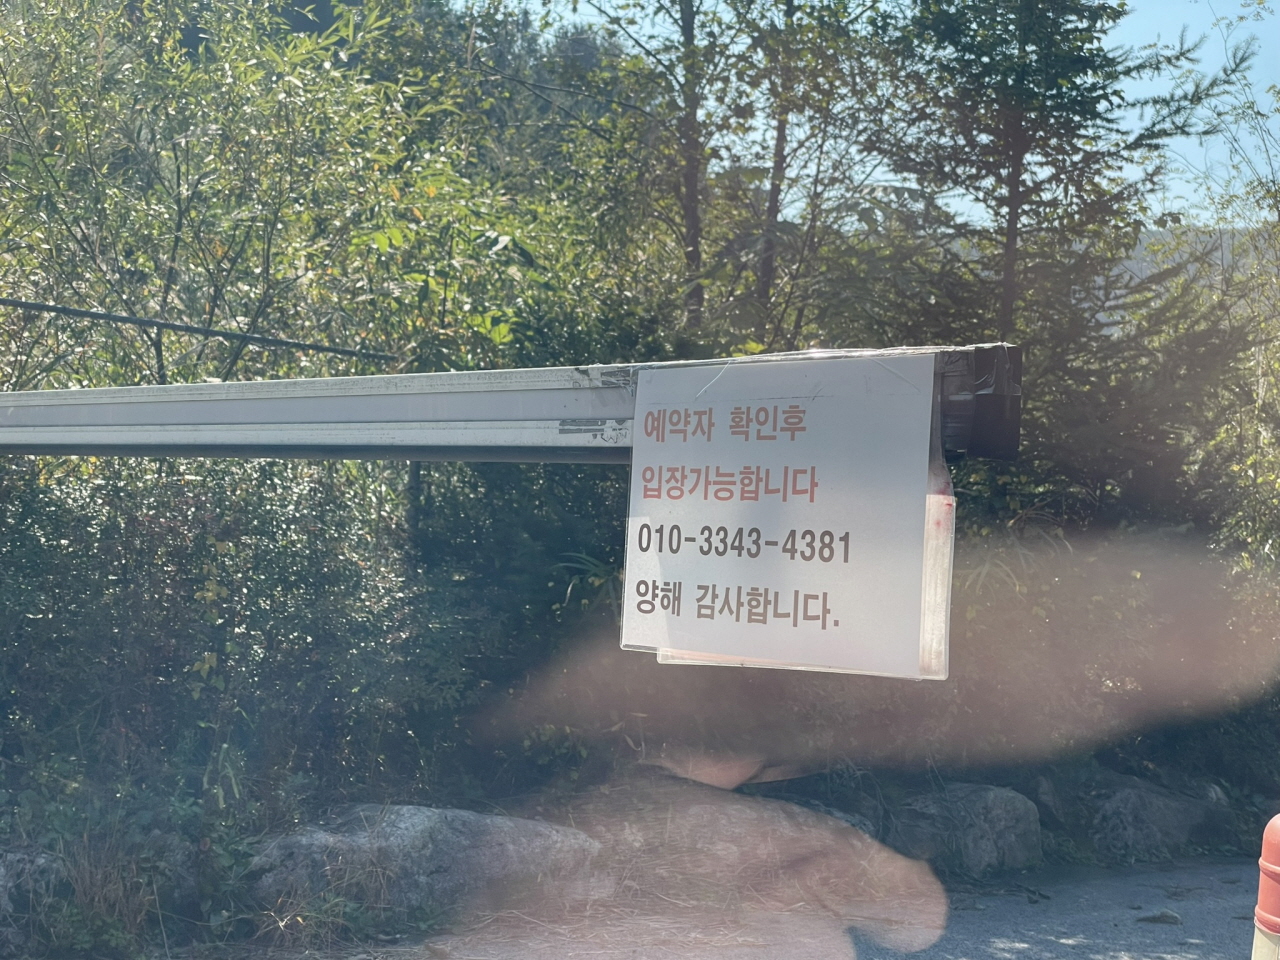 예약자 확인후
입장가능합니다
010-3343-4381
양해 감사합니다.